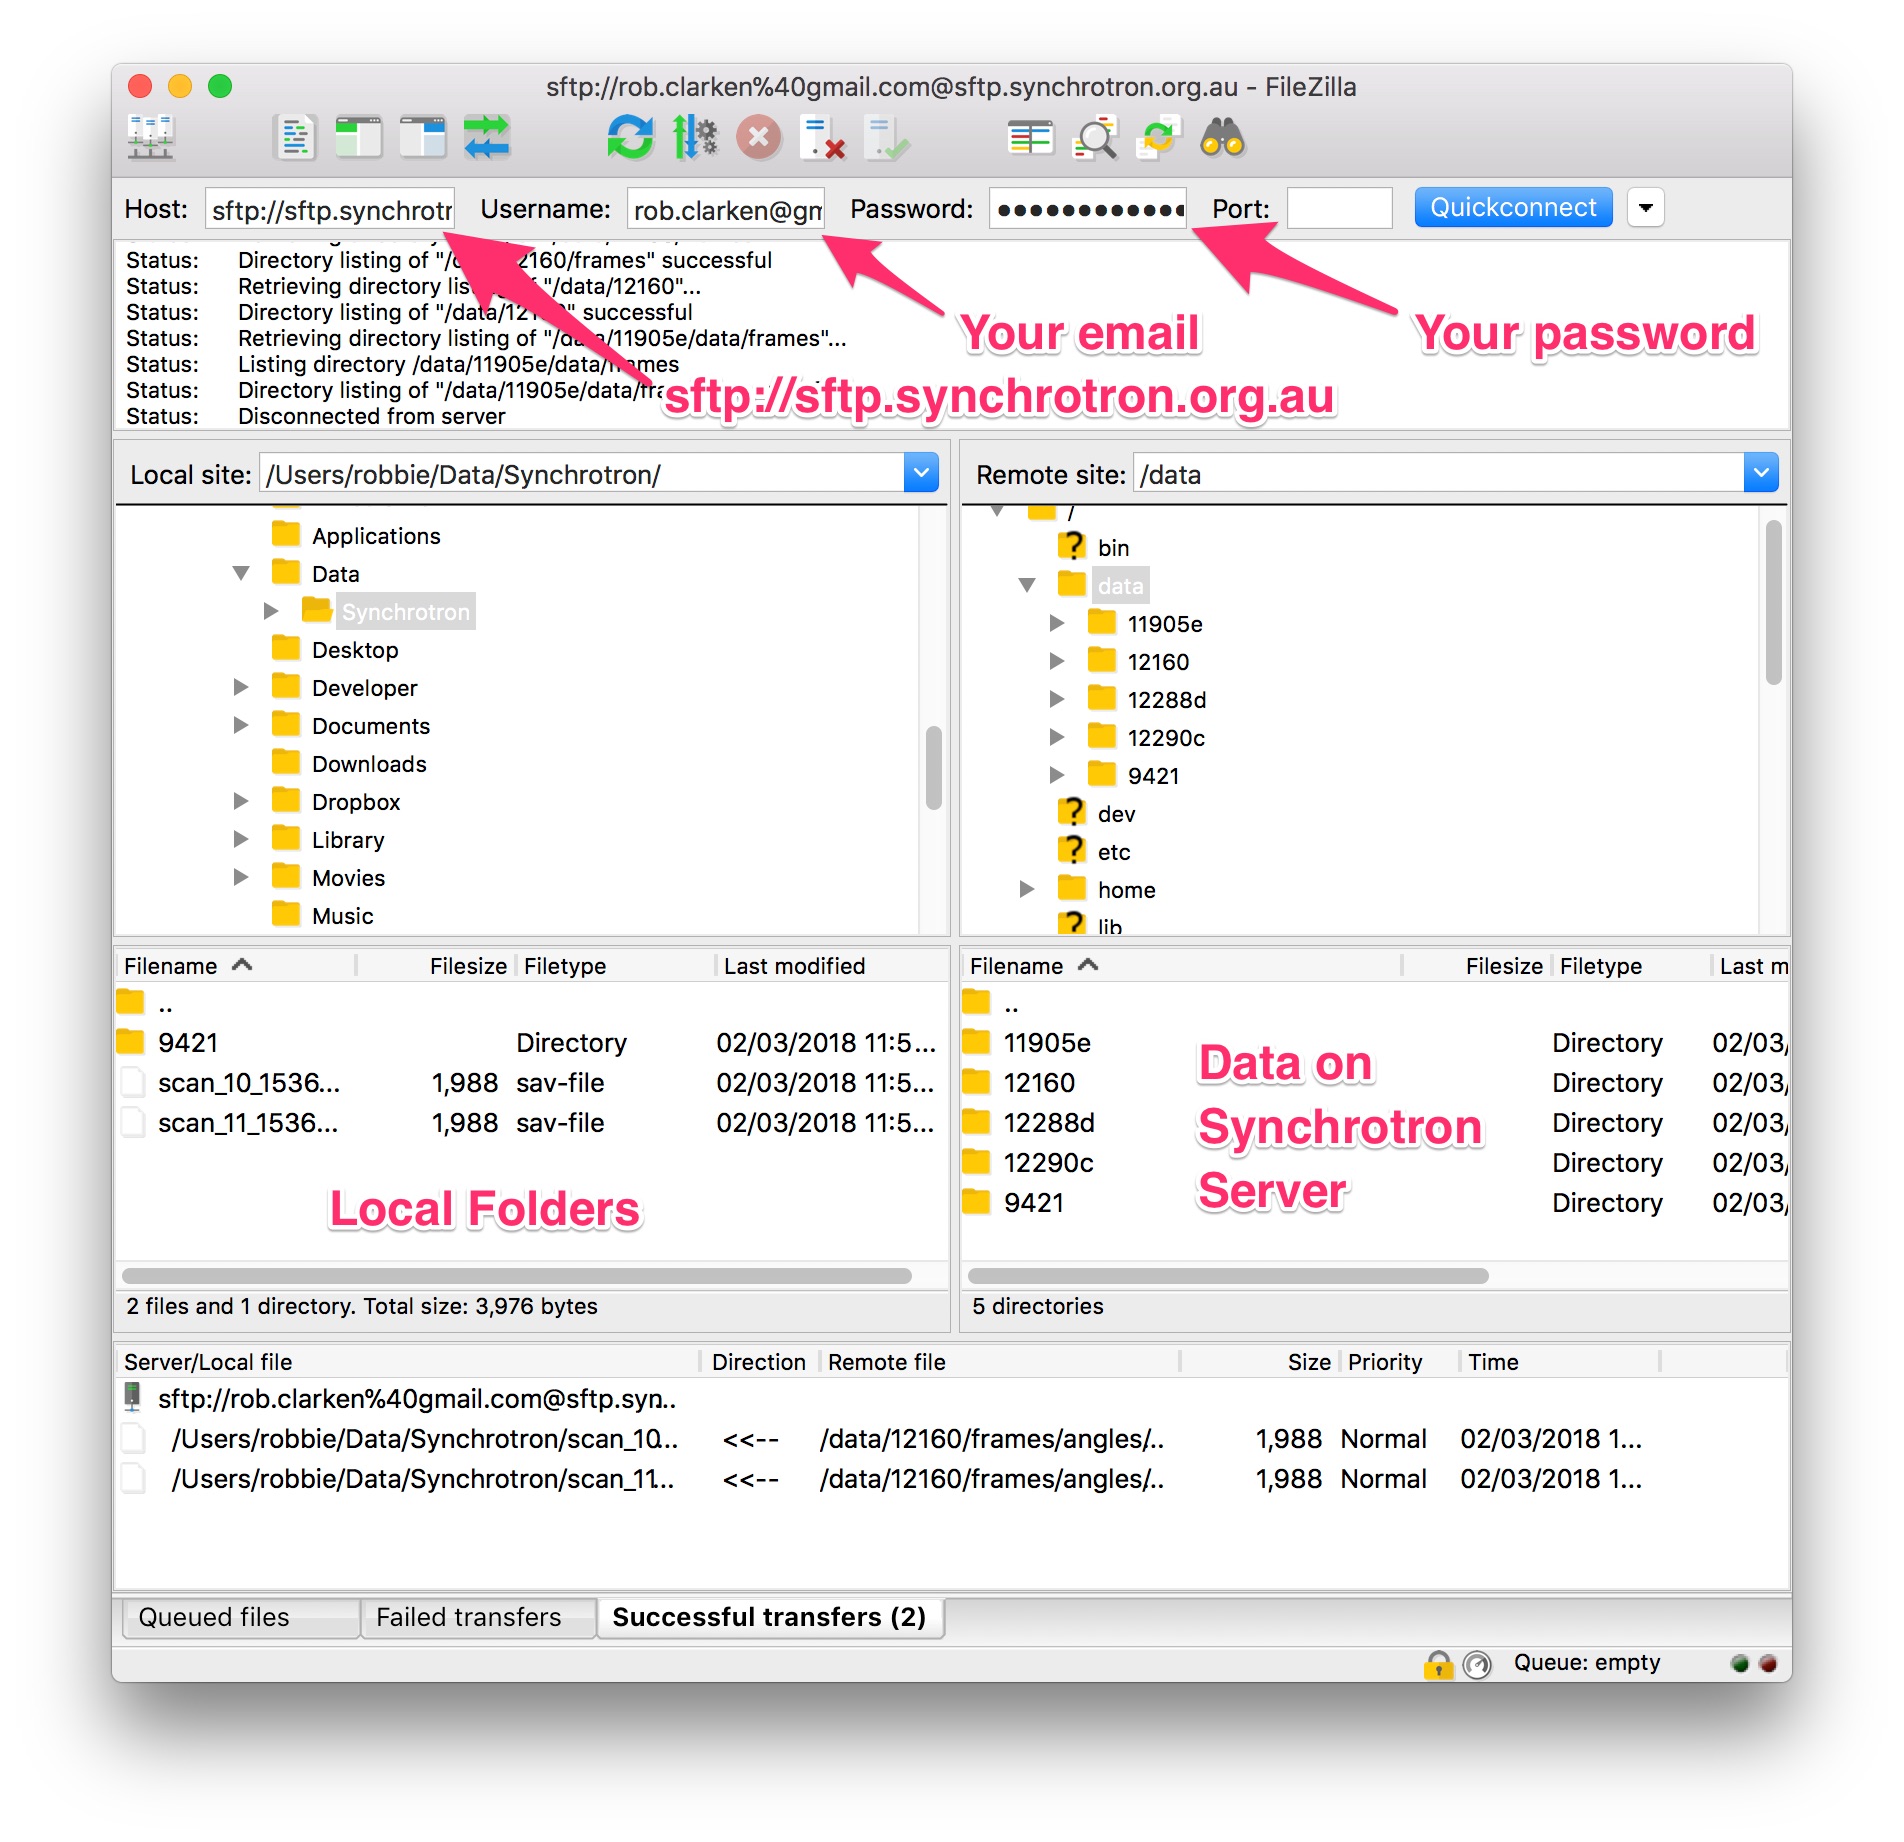 sftp://rob.clarken%40gmail.com@sftp.synchrotron.org.au - FileZilla
Host: sftp://sftp.synchrotr Username: rob.clarken@gm Password: ●●●●●●●●●●●● Port: Quickconnect
Status: Directory listing of "/d 2160/frames" successful
Status: Retrieving directory lis of "/data/12160"...
Status: Directory listing of "/data/12 " successful
Status: Retrieving directory listing of "/data/11905e/data/frames"...
Status: Listing directory /data/11905e/data/frames
Status: Directory listing of "/data/11905e/data/fra
Status: Disconnected from server
Your email
Your password
sftp://sftp.synchrotron.org.au
Local site: /Users/robbie/Data/Synchrotron/
Applications
Data
Synchrotron
Desktop
Developer
Documents
Downloads
Dropbox
Library
Movies
Music
Remote site: /data
/
? bin
data
11905e
12160
12288d
12290c
9421
? dev
? etc
home
? lib
Filename Filesize Filetype Last modified
..
9421 Directory 02/03/2018 11:5...
scan_10_1536... 1,988 sav-file 02/03/2018 11:5...
scan_11_1536... 1,988 sav-file 02/03/2018 11:5...
Local Folders
2 files and 1 directory. Total size: 3,976 bytes
Filename Filesize Filetype Last m
..
11905e Directory 02/03/
12160 Directory 02/03/
12288d Directory 02/03/
12290c Directory 02/03/
9421 Directory 02/03/
Data on
Synchrotron
Server
5 directories
Server/Local file Direction Remote file Size Priority Time
sftp://rob.clarken%40gmail.com@sftp.syn...
/Users/robbie/Data/Synchrotron/scan_10... <<-- /data/12160/frames/angles/.. 1,988 Normal 02/03/2018 1...
/Users/robbie/Data/Synchrotron/scan_11... <<-- /data/12160/frames/angles/.. 1,988 Normal 02/03/2018 1...
Queued files Failed transfers Successful transfers (2)
Queue: empty